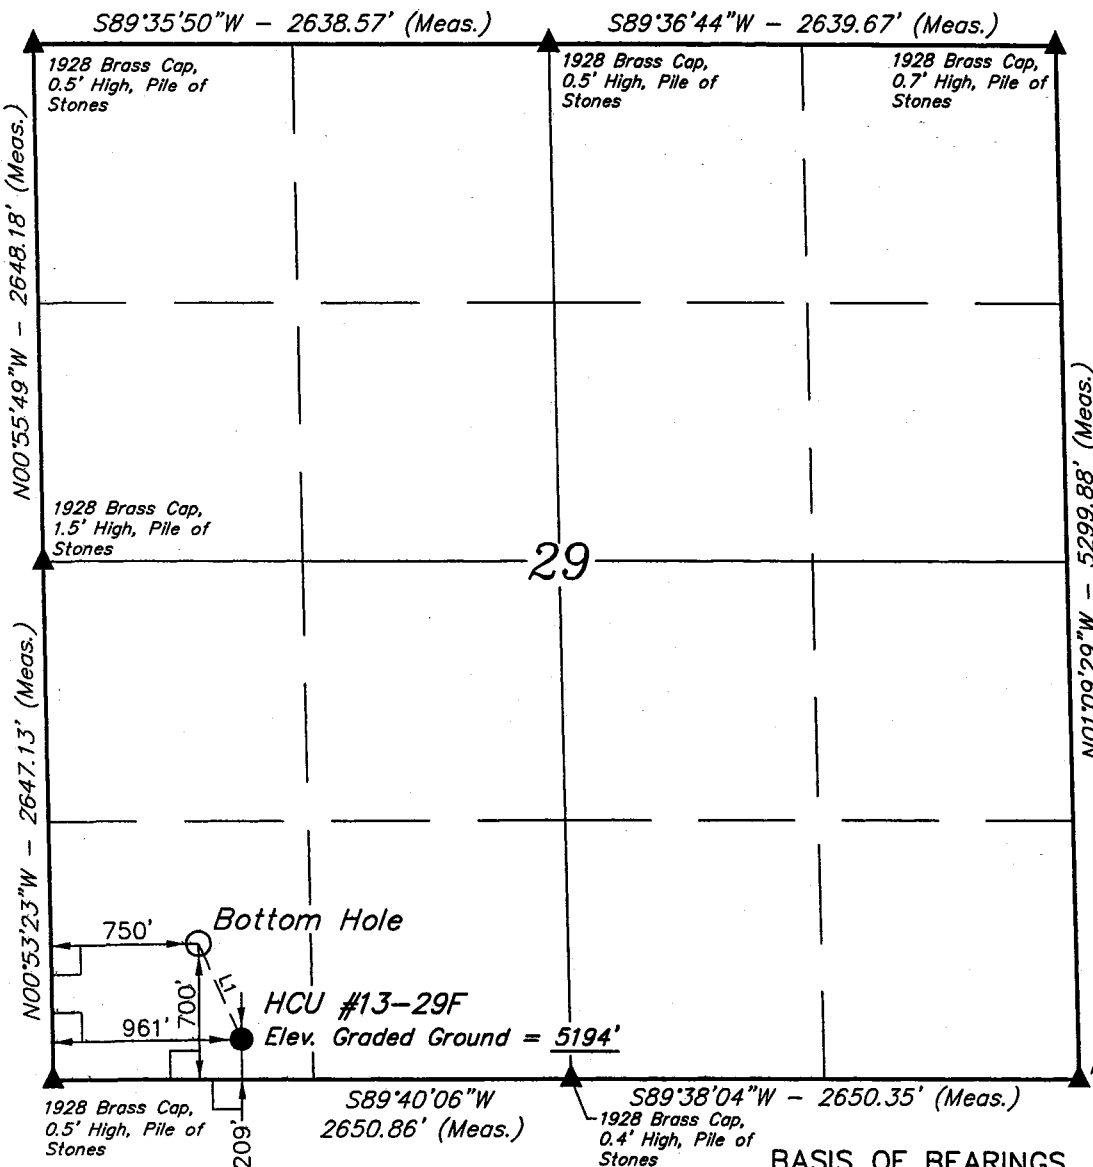 S89°35'50"W - 2638.57' (Meas.)
S89°36'44"W - 2639.67' (Meas.)
1928 Brass Cap,
0.5' High, Pile of
Stones
1928 Brass Cap,
0.5' High, Pile of
Stones
1928 Brass Cap,
0.7' High, Pile of
Stones
N00°55'49"W - 2648.18' (Meas.)
1928 Brass Cap,
1.5' High, Pile of
Stones
29
N01°09'29"W - 5299.88' (Meas.)
N00°53'23"W - 2647.13' (Meas.)
Bottom Hole
750'
L1
700'
HCU #13-29F
961'
Elev. Graded Ground = 5194'
1928 Brass Cap,
0.5' High, Pile of
Stones
209'
S89°40'06"W
2650.86' (Meas.)
S89°38'04"W - 2650.35' (Meas.)
1928 Brass Cap,
0.4' High, Pile of
Stones
BASIS OF BEARINGS